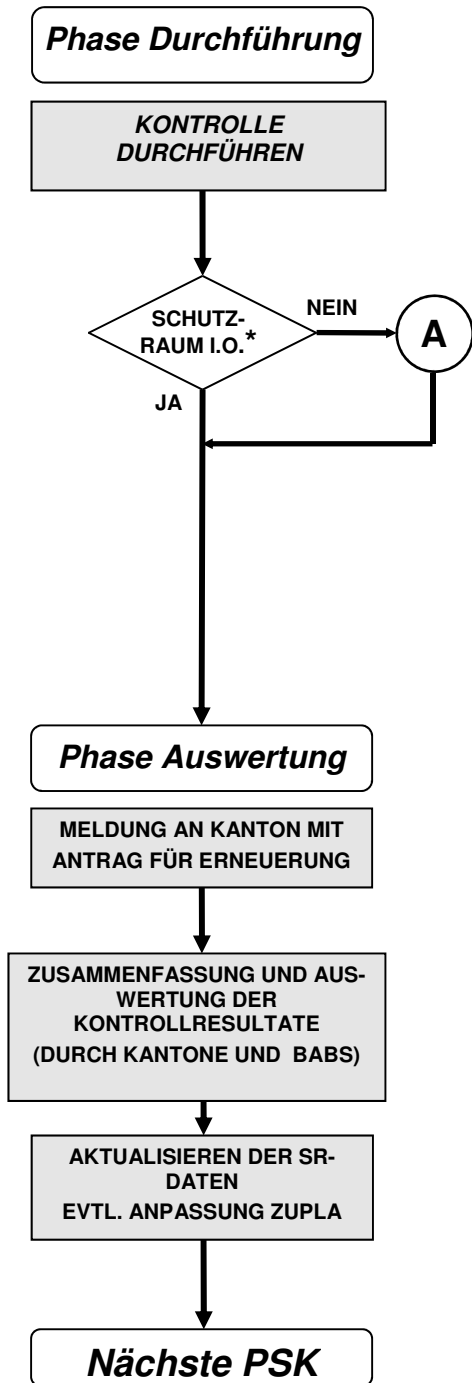 Phase Durchführung
KONTROLLE
DURCHFÜHREN
SCHUTZ-
RAUM I.O.*
NEIN
A
JA
Phase Auswertung
MELDUNG AN KANTON MIT
ANTRAG FÜR ERNEUERUNG
ZUSAMMENFASSUNG UND AUS-
WERTUNG DER
KONTROLLRESULTATE
(DURCH KANTONE UND BABS)
AKTUALISIEREN DER SR-
DATEN
EVTL. ANPASSUNG ZUPLA
Nächste PSK